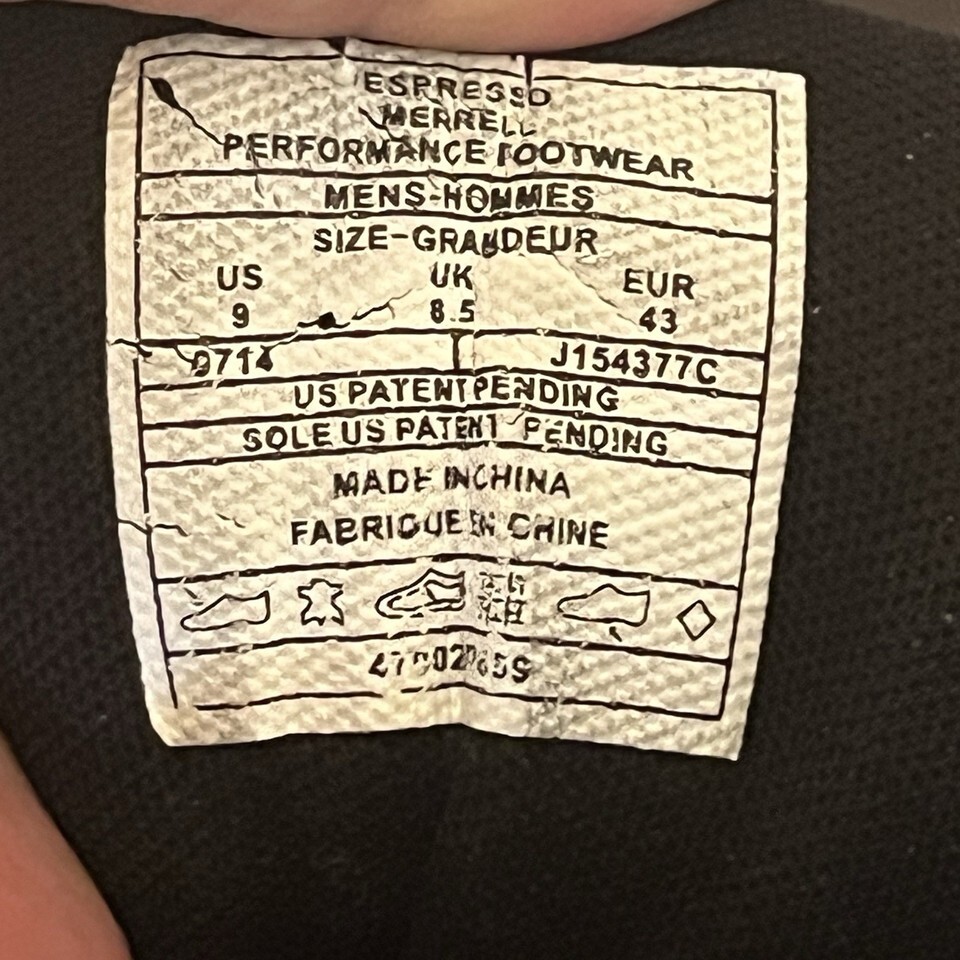 ESPRESSO
MERRELL
PERFORMANCE FOOTWEAR
MENS-HOMMES
SIZE-GRANDEUR
US UK EUR
9 8.5 43
0714 J154377C
US PATENT PENDING
SOLE US PATENT PENDING
MADE IN CHINA
FABRIQUE EN CHINE